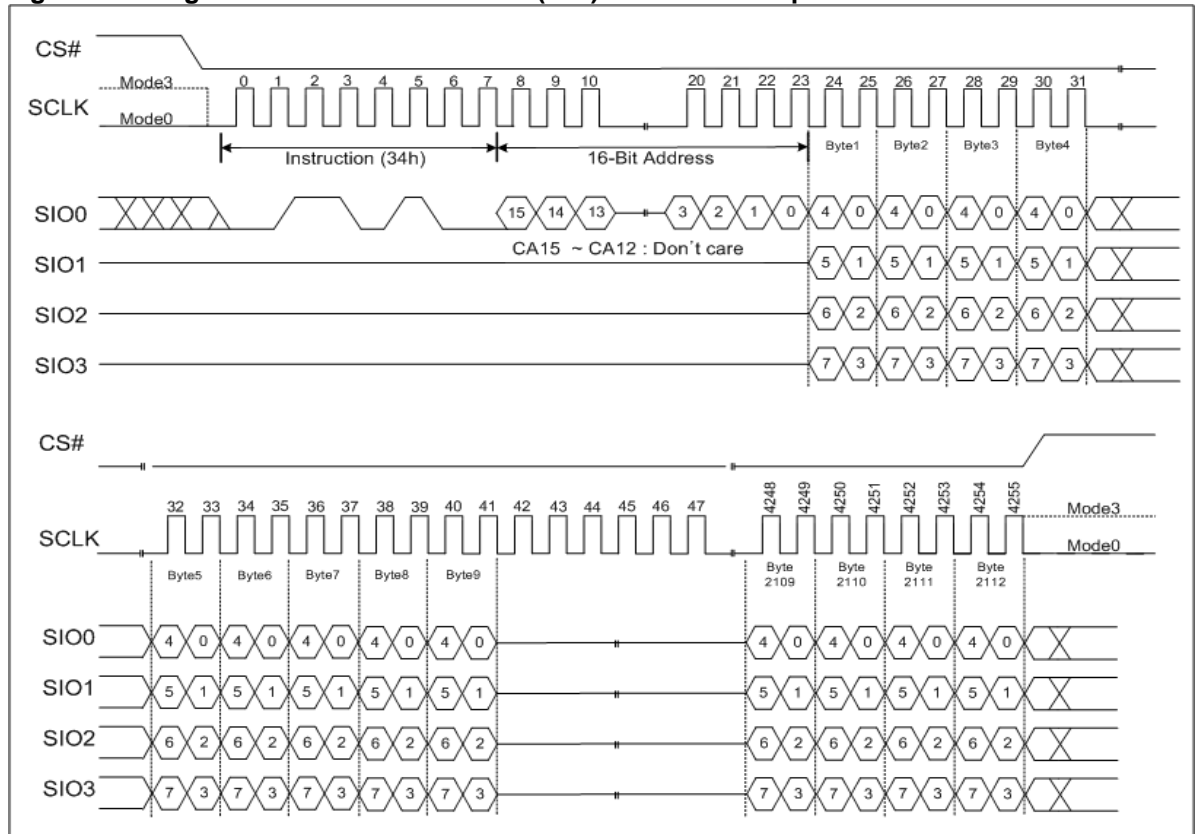 CS#
Mode3
0 1 2 3 4 5 6 7 8 9 10 20 21 22 23 24 25 26 27 28 29 30 31
SCLK
Mode0
Instruction (34h) 16-Bit Address Byte1 Byte2 Byte3 Byte4
SIO0 15 14 13 3 2 1 0 4 0 4 0 4 0 4 0
CA15 ~ CA12 : Don't care
SIO1 5 1 5 1 5 1 5 1
SIO2 6 2 6 2 6 2 6 2
SIO3 7 3 7 3 7 3 7 3
CS#
32 33 34 35 36 37 38 39 40 41 42 43 44 45 46 47 4248 4249 4250 4251 4252 4253 4254 4255
Mode3
SCLK
Mode0
Byte5 Byte6 Byte7 Byte8 Byte9 Byte 2109 Byte 2110 Byte 2111 Byte 2112
SIO0 4 0 4 0 4 0 4 0 4 0 4 0 4 0 4 0 4 0
SIO1 5 1 5 1 5 1 5 1 5 1 5 1 5 1 5 1 5 1
SIO2 6 2 6 2 6 2 6 2 6 2 6 2 6 2 6 2 6 2
SIO3 7 3 7 3 7 3 7 3 7 3 7 3 7 3 7 3 7 3